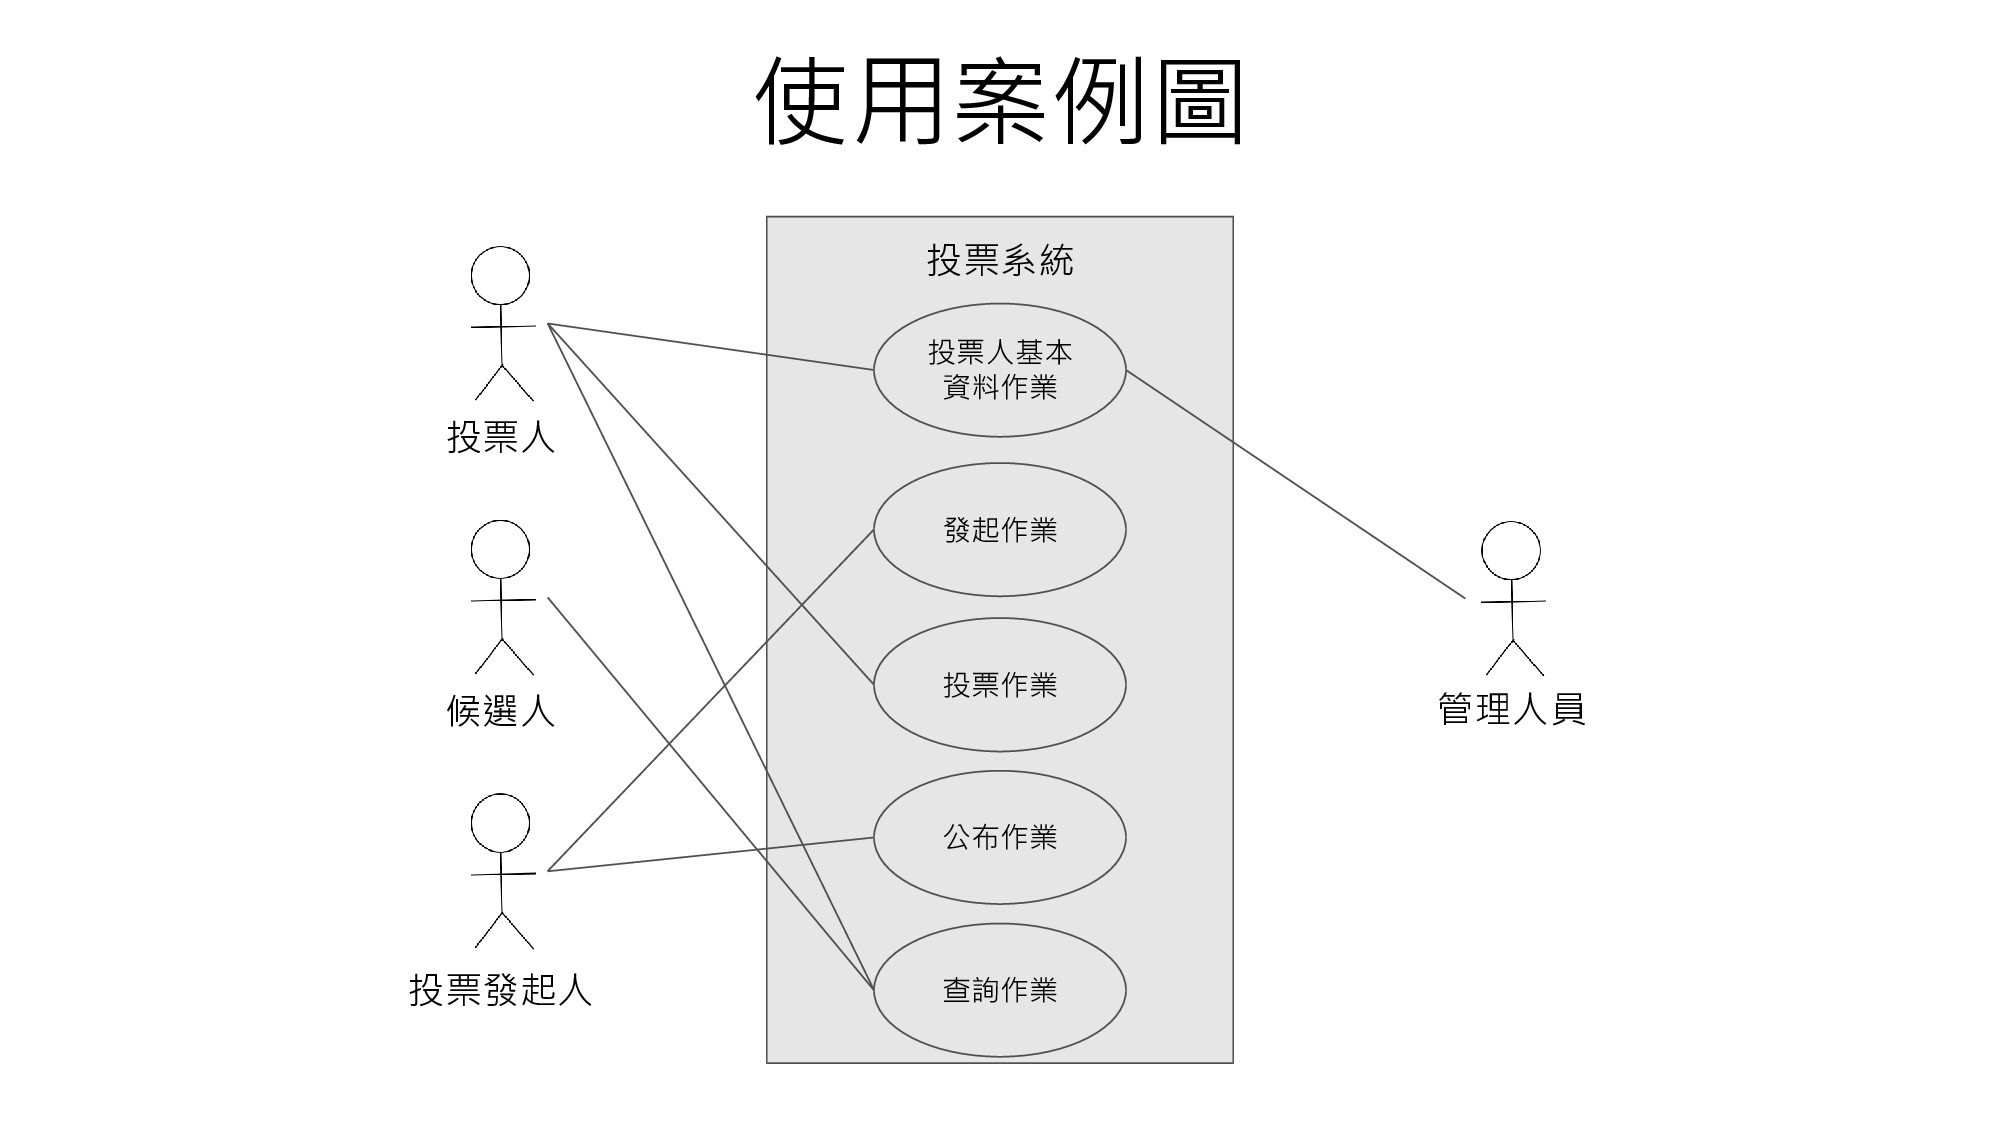 使用案例圖
投票系統
投票人
候選人
投票發起人
投票人基本
資料作業
發起作業
投票作業
公布作業
查詢作業
管理人員